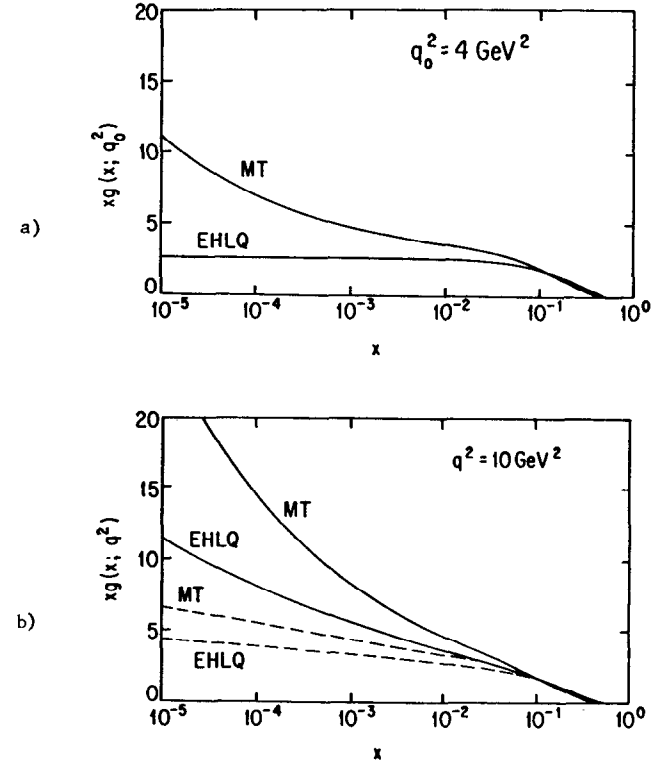 20
q₀² = 4 GeV²
15
xg(x; q₀²)
10
MT
a)
5
EHLQ
0
10⁻⁵ 10⁻⁴ 10⁻³ 10⁻² 10⁻¹ 10⁰
x
20
q² = 10 GeV²
15
MT
xg(x; q²)
EHLQ
10
MT
b)
5
EHLQ
0
10⁻⁵ 10⁻⁴ 10⁻³ 10⁻² 10⁻¹ 10⁰
x